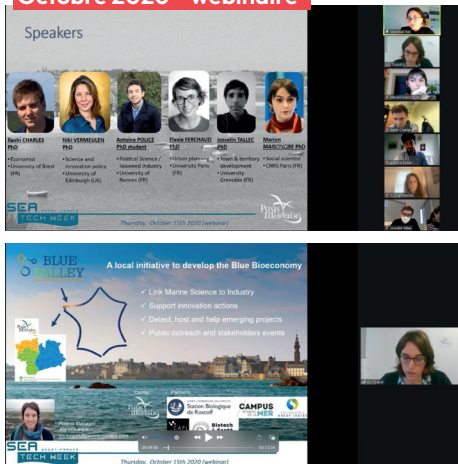 Octobre 2020 - webinaire
Speakers
Kevin CHARLES
PhD
Niki VERMEULEN
PhD
Antoine POLICE
PhD student
Flavie FERCHAUD
PhD
Josselin TALLEC
PhD
Marion
MAISONOBE PhD
• Economist
• University of Brest
(FR)
• Science and
innovation policy
• University of
Edinburgh (UK)
• Political Science /
Seaweed industry
• University of
Rennes (FR)
• Urban planning
• University Paris
(FR)
• Town & territory
development
• University
Grenoble (FR)
• Social scientist
• CNRS Paris (FR)
SEA
TECH WEEK
Thursday, October 15th 2020 (webinar)
Pays
Morlaix
BLUE
VALLEY
A local initiative to develop the Blue Bioeconomy
✓ Link Marine Science to Industry
✓ Support innovation actions
✓ Detect, host and help emerging projects
✓ Public outreach and stakeholders events
Project Manager
Station Biologique
de Roscoff
CAMPUS
MER
Biotech
SEA
TECH WEEK
Thursday, October 15th 2020 (webinar)